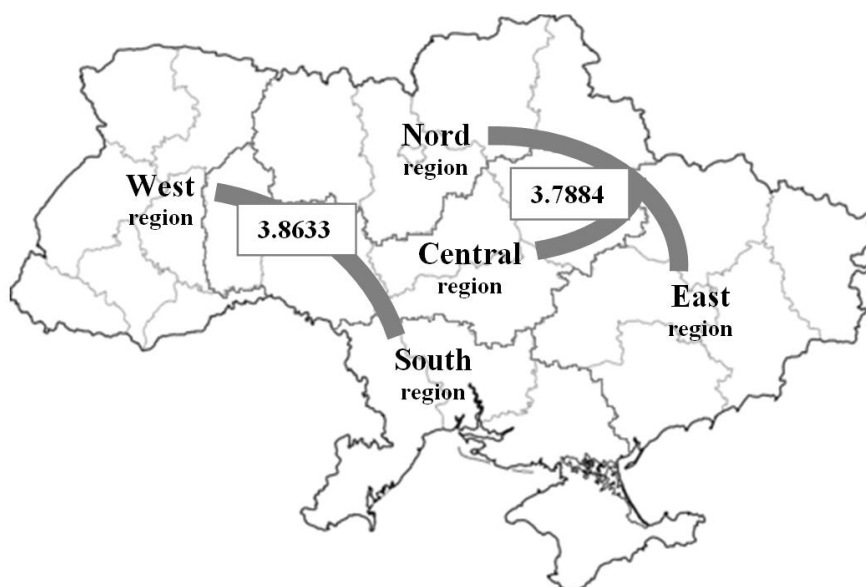 Nord
region
West
region
3.7884
3.8633
Central
region
East
region
South
region